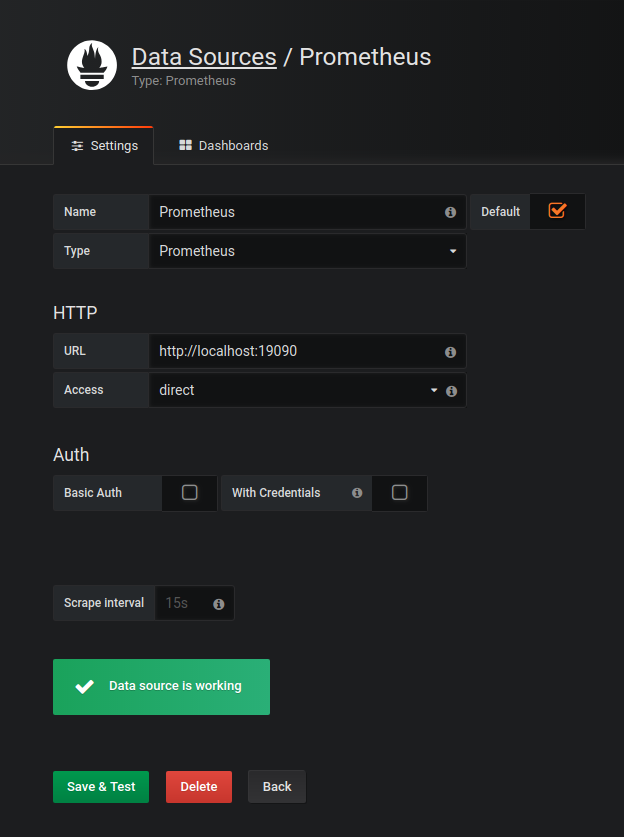 Data Sources / Prometheus
Type: Prometheus
Settings Dashboards
Name Prometheus Default
Type Prometheus
HTTP
URL http://localhost:19090
Access direct
Auth
Basic Auth With Credentials
Scrape interval 15s
Data source is working
Save & Test Delete Back